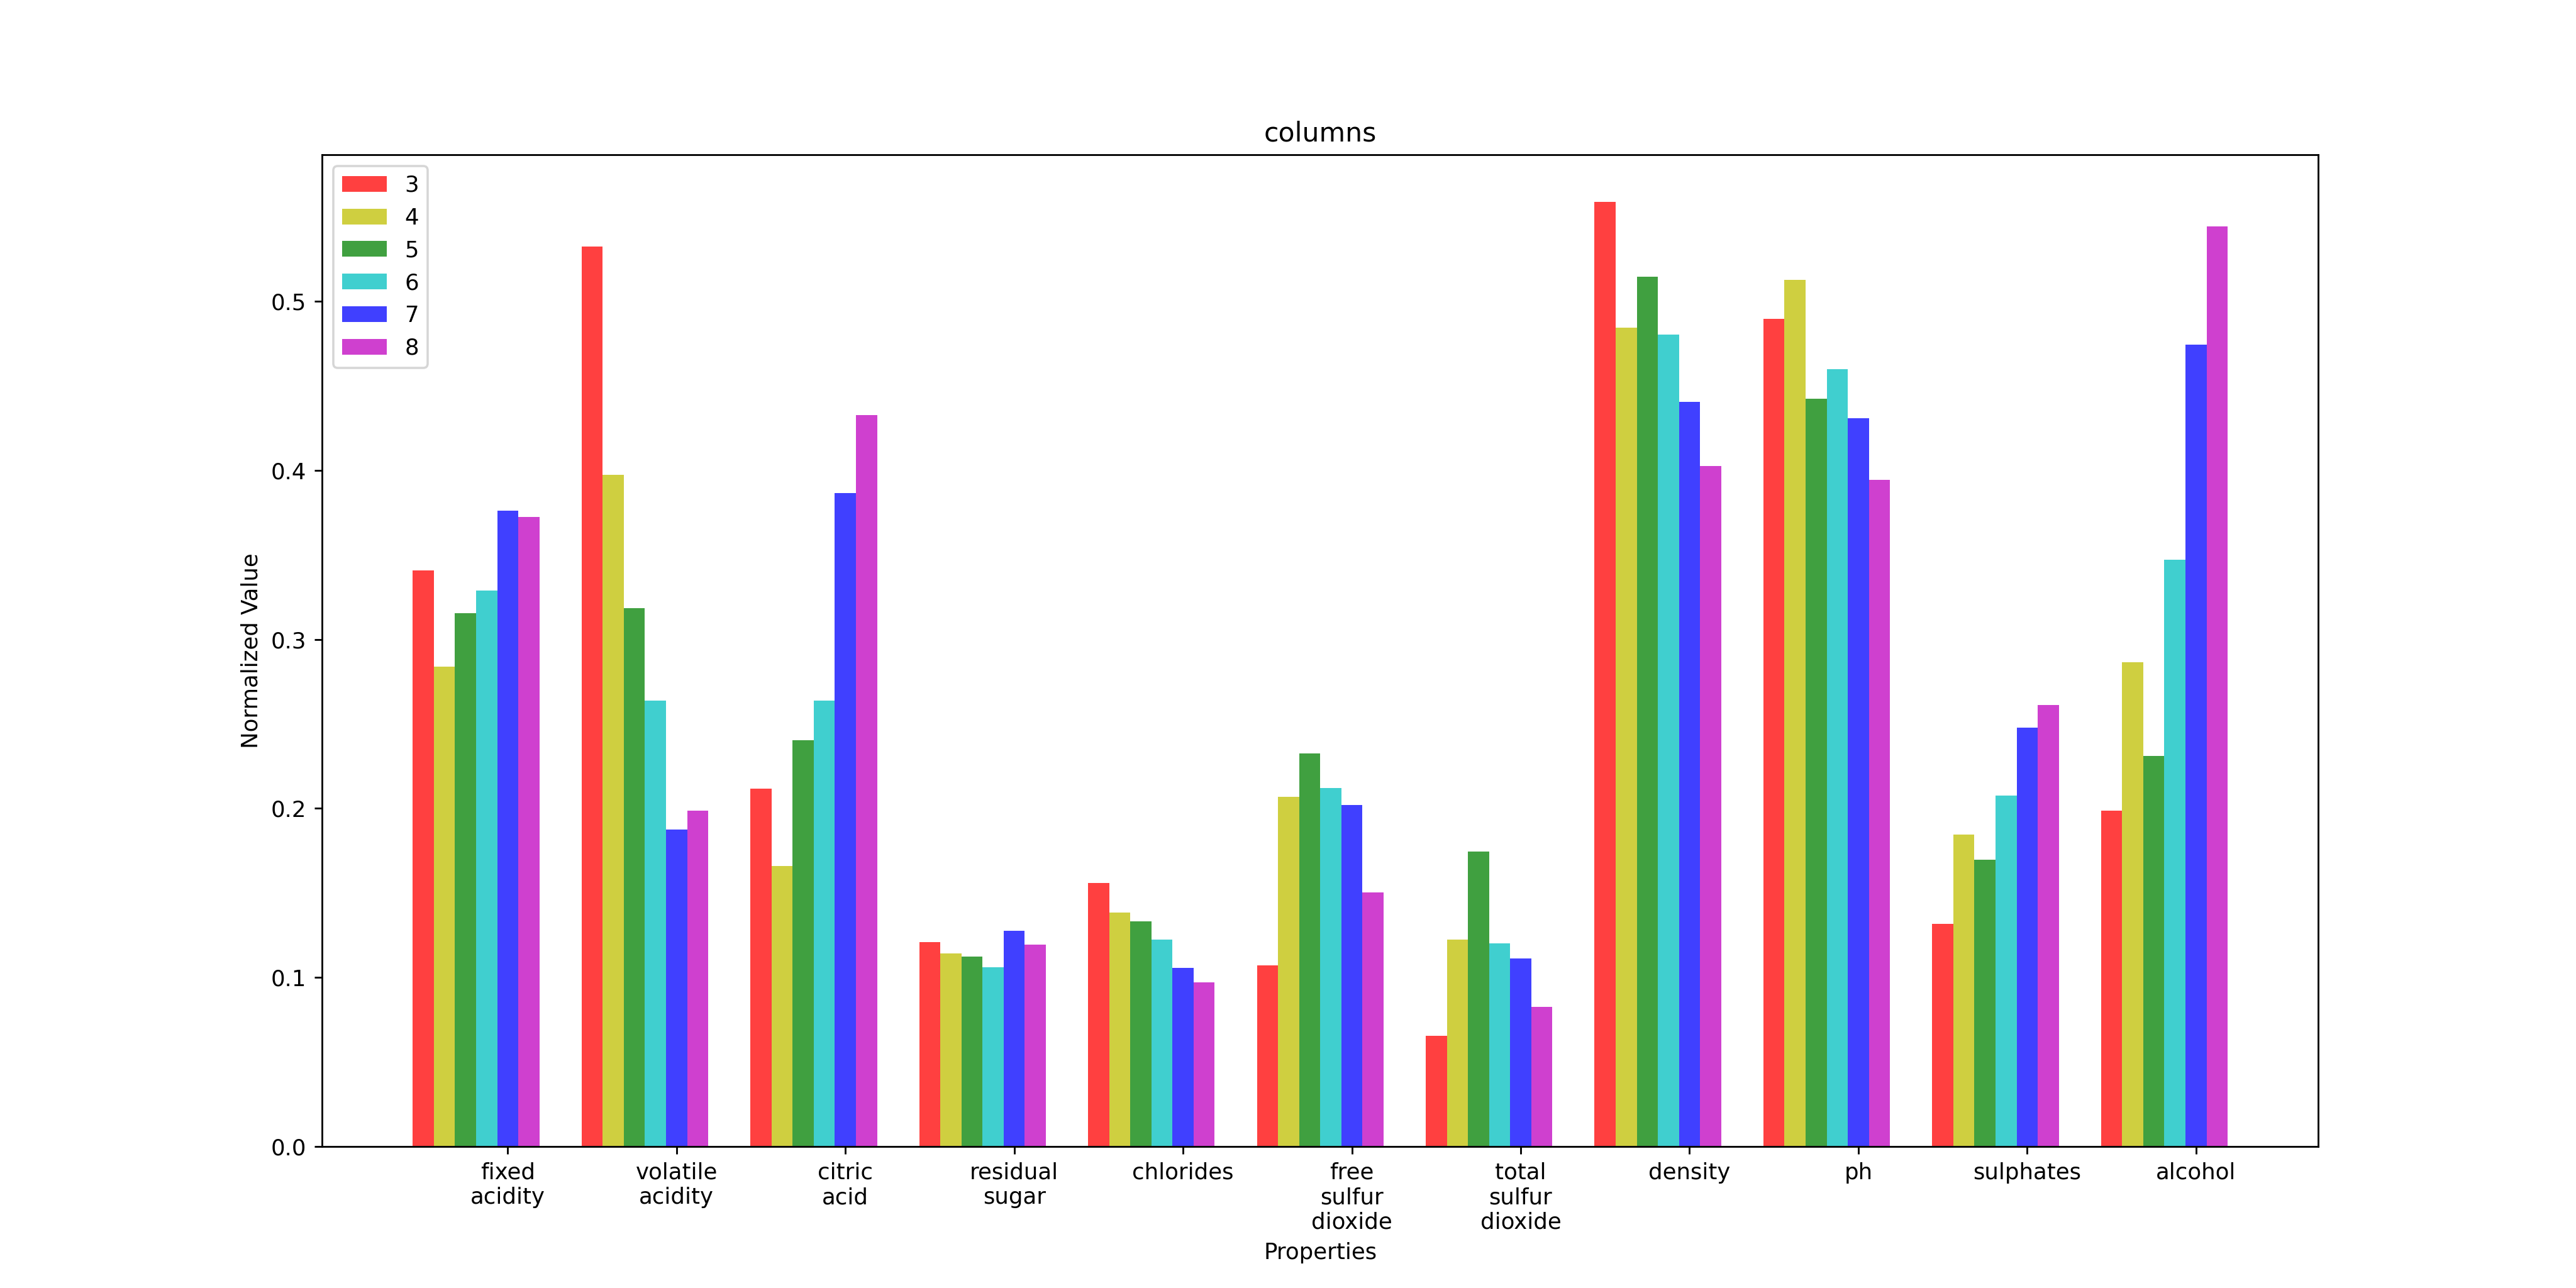 columns
3
4
5
6
7
8
Normalized Value
0.5
0.4
0.3
0.2
0.1
0.0
fixed
acidity
volatile
acidity
citric
acid
residual
sugar
chlorides
free
sulfur
dioxide
total
sulfur
dioxide
density
ph
sulphates
alcohol
Properties